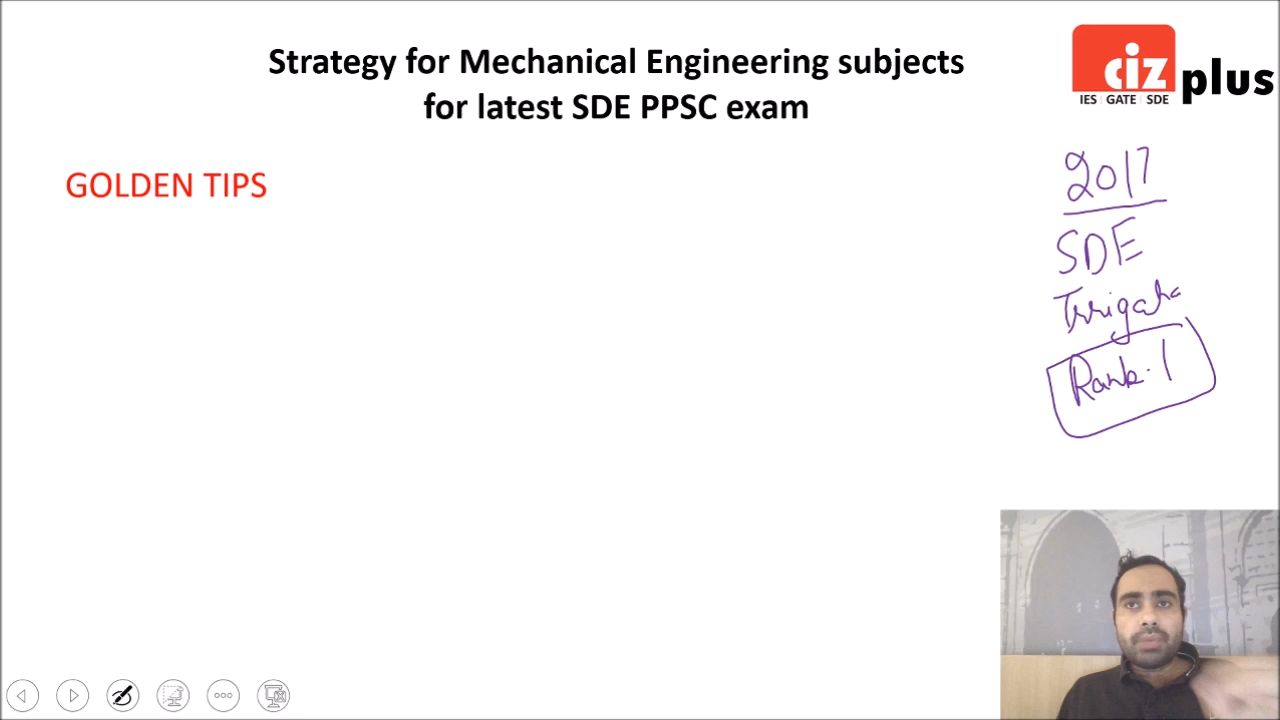 Strategy for Mechanical Engineering subjects
for latest SDE PPSC exam
ciz plus
IES | GATE | SDE
GOLDEN TIPS
2017
SDE
Rank.1